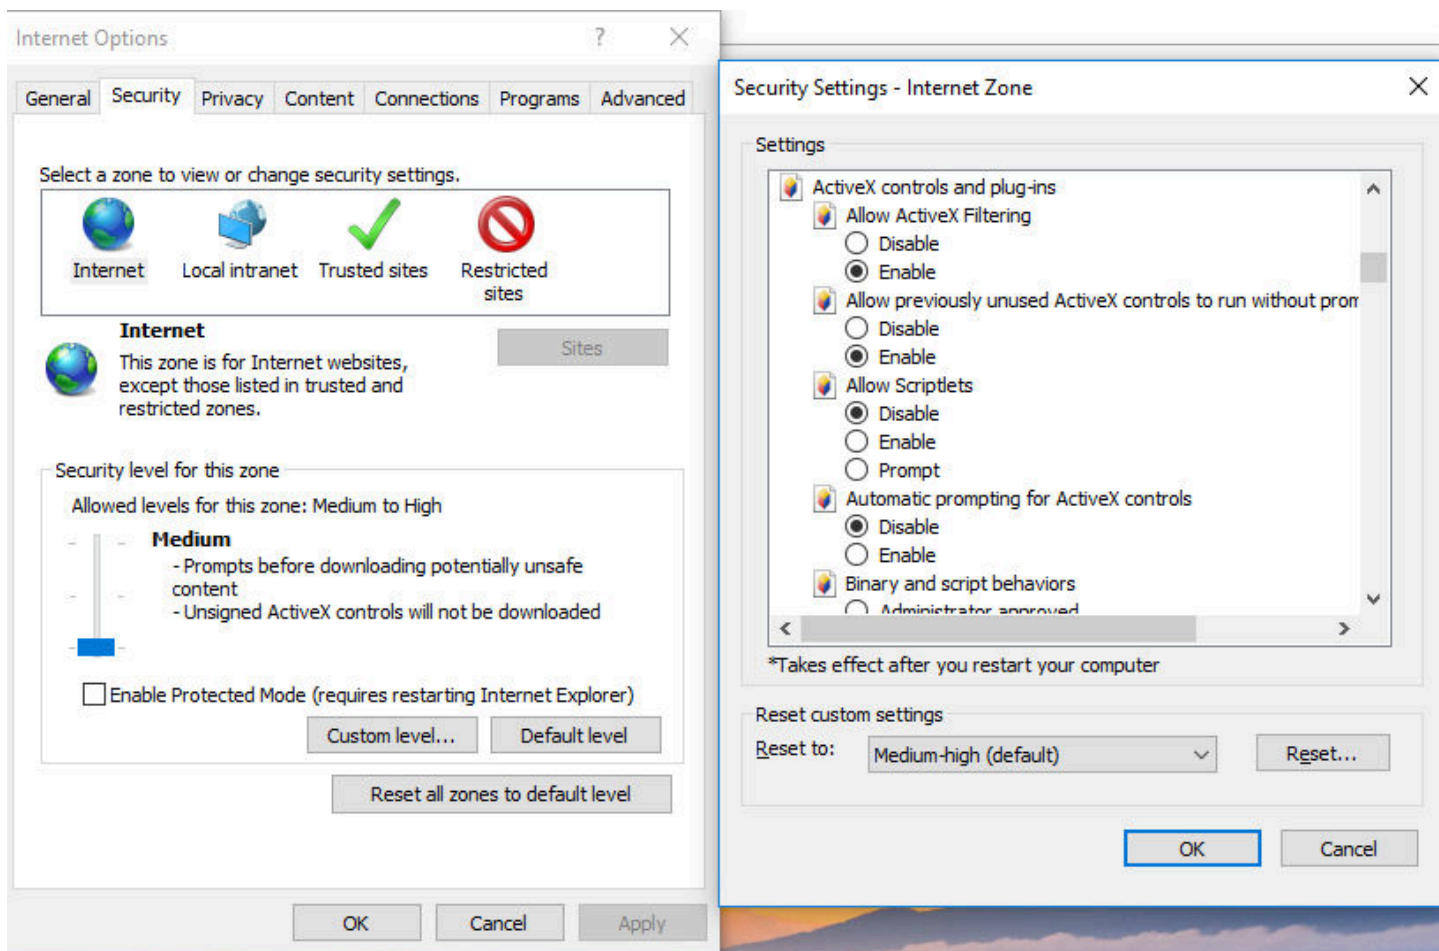 Internet Options
General Security Privacy Content Connections Programs Advanced
Select a zone to view or change security settings.
Internet
Local intranet
Trusted sites
Restricted
sites
Internet
This zone is for Internet websites,
except those listed in trusted and
restricted zones.
Sites
Security level for this zone
Allowed levels for this zone: Medium to High
Medium
- Prompts before downloading potentially unsafe
content
- Unsigned ActiveX controls will not be downloaded
Enable Protected Mode (requires restarting Internet Explorer)
Custom level...
Default level
Reset all zones to default level
OK
Cancel
Apply
Security Settings - Internet Zone
Settings
ActiveX controls and plug-ins
Allow ActiveX Filtering
Disable
Enable
Allow previously unused ActiveX controls to run without prom
Disable
Enable
Allow Scriptlets
Disable
Enable
Prompt
Automatic prompting for ActiveX controls
Disable
Enable
Binary and script behaviors
Administrator approved
*Takes effect after you restart your computer
Reset custom settings
Reset to:
Medium-high (default)
Reset...
OK
Cancel